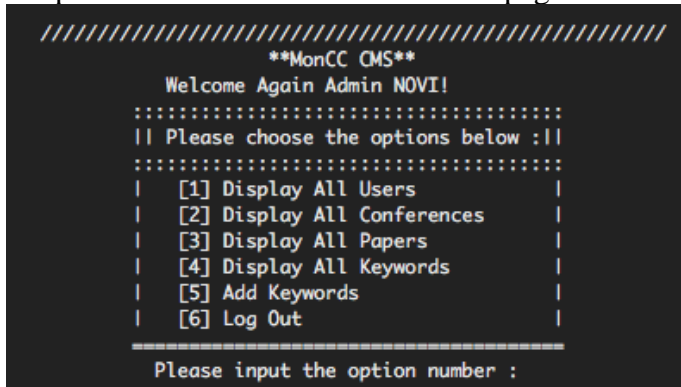 ////////////////////////////////////////////////////////
**MonCC CMS**
Welcome Again Admin NOVI!
::::::::::::::::::::::::::::::::::::::::
|| Please choose the options below :||
::::::::::::::::::::::::::::::::::::::::
| [1] Display All Users |
| [2] Display All Conferences |
| [3] Display All Papers |
| [4] Display All Keywords |
| [5] Add Keywords |
| [6] Log Out |
========================================
Please input the option number :